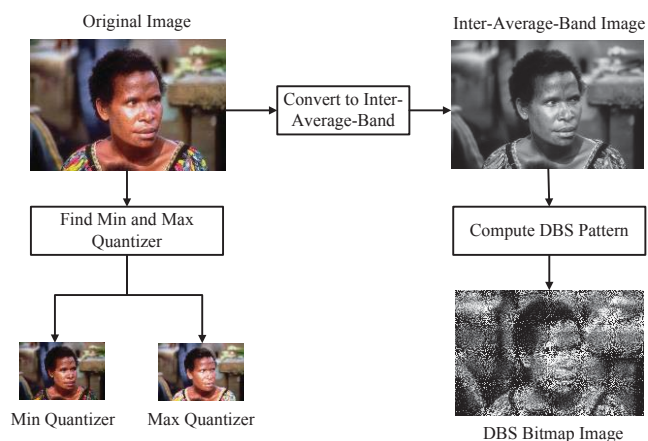 Original Image
Inter-Average-Band Image
Convert to Inter-
Average-Band
Find Min and Max
Quantizer
Compute DBS Pattern
Min Quantizer
Max Quantizer
DBS Bitmap Image